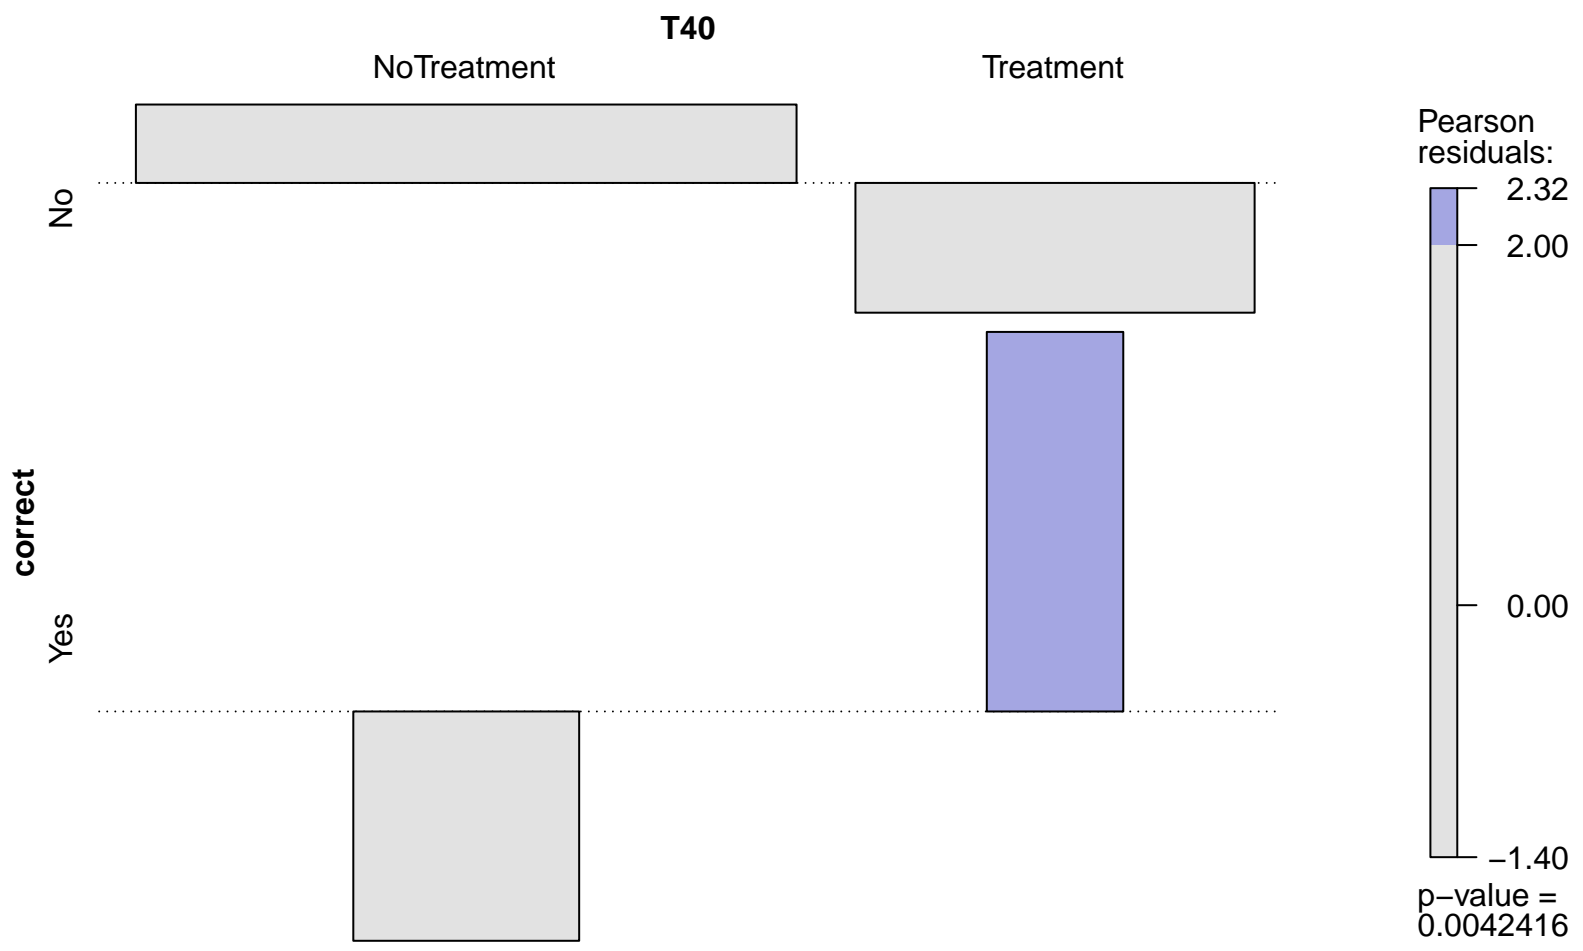 T40
NoTreatment Treatment
Pearson
residuals:
2.32
2.00
0.00
−1.40
p−value =
0.0042416
correct
No
Yes